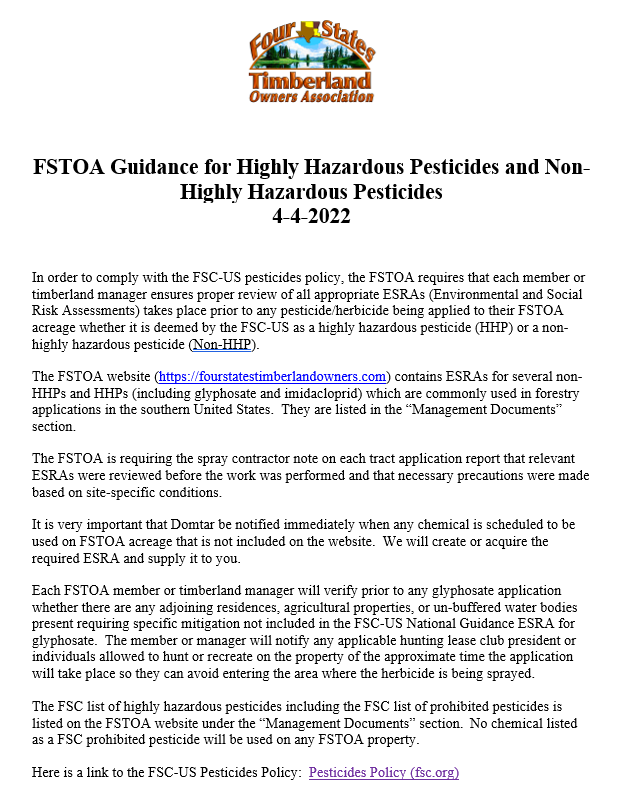 Four States
Timberland
Owners Association
FSTOA Guidance for Highly Hazardous Pesticides and Non-
Highly Hazardous Pesticides
4-4-2022
In order to comply with the FSC-US pesticides policy, the FSTOA requires that each member or
timberland manager ensures proper review of all appropriate ESRAs (Environmental and Social
Risk Assessments) takes place prior to any pesticide/herbicide being applied to their FSTOA
acreage whether it is deemed by the FSC-US as a highly hazardous pesticide (HHP) or a non-
highly hazardous pesticide (Non-HHP).
The FSTOA website (https://fourstatestimberlandowners.com) contains ESRAs for several non-
HHPs and HHPs (including glyphosate and imidacloprid) which are commonly used in forestry
applications in the southern United States.  They are listed in the “Management Documents”
section.
The FSTOA is requiring the spray contractor note on each tract application report that relevant
ESRAs were reviewed before the work was performed and that necessary precautions were made
based on site-specific conditions.
It is very important that Domtar be notified immediately when any chemical is scheduled to be
used on FSTOA acreage that is not included on the website.  We will create or acquire the
required ESRA and supply it to you.
Each FSTOA member or timberland manager will verify prior to any glyphosate application
whether there are any adjoining residences, agricultural properties, or un-buffered water bodies
present requiring specific mitigation not included in the FSC-US National Guidance ESRA for
glyphosate.  The member or manager will notify any applicable hunting lease club president or
individuals allowed to hunt or recreate on the property of the approximate time the application
will take place so they can avoid entering the area where the herbicide is being sprayed.
The FSC list of highly hazardous pesticides including the FSC list of prohibited pesticides is
listed on the FSTOA website under the “Management Documents” section.  No chemical listed
as a FSC prohibited pesticide will be used on any FSTOA property.
Here is a link to the FSC-US Pesticides Policy:  Pesticides Policy (fsc.org)